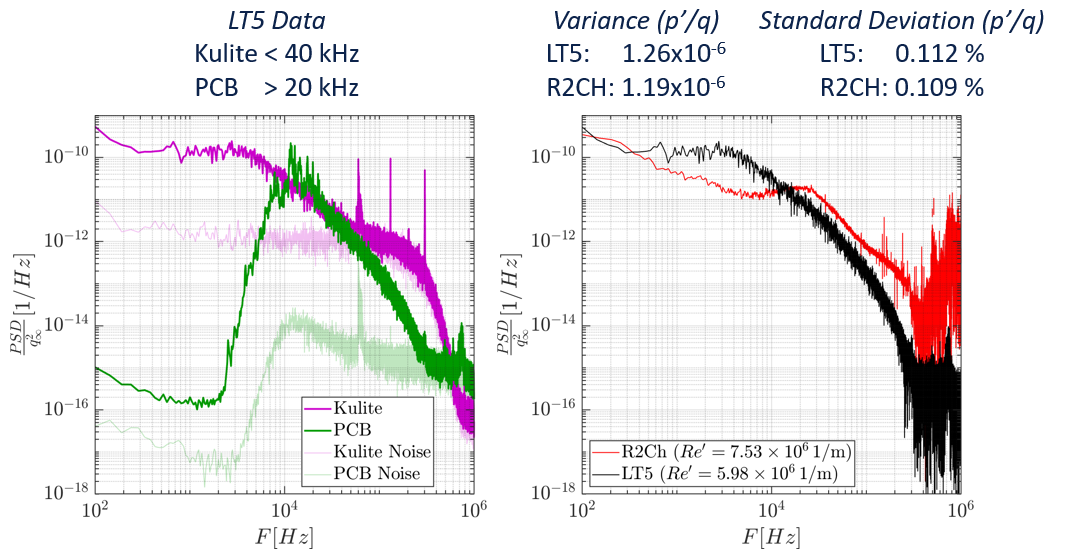 LT5 Data
Kulite < 40 kHz
PCB > 20 kHz
Variance (p’/q)
LT5: 1.26x10-6
R2CH: 1.19x10-6
Standard Deviation (p’/q)
LT5: 0.112 %
R2CH: 0.109 %
PSD/q²∞ [1/Hz]
10⁻¹⁰
10⁻¹²
10⁻¹⁴
10⁻¹⁶
10⁻¹⁸
10²
10⁴
10⁶
F[Hz]
Kulite
PCB
Kulite Noise
PCB Noise
PSD/q²∞ [1/Hz]
10⁻¹⁰
10⁻¹²
10⁻¹⁴
10⁻¹⁶
10⁻¹⁸
10²
10⁴
10⁶
F[Hz]
R2Ch (Re′ = 7.53 × 10⁶ 1/m)
LT5 (Re′ = 5.98 × 10⁶ 1/m)